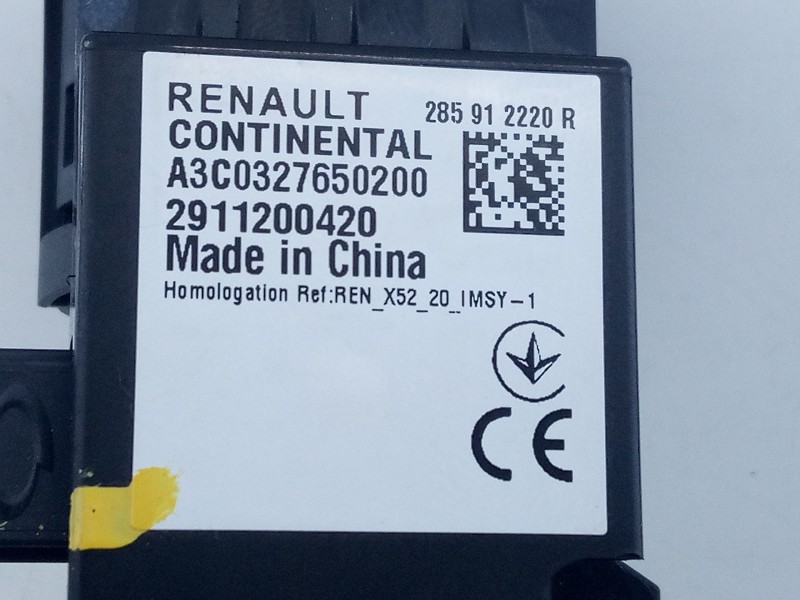 RENAULT 285 91 2220 R
CONTINENTAL
A3C0327650200
2911200420
Made in China
Homologation Ref:REN_X52_20_IMSY-1
CE